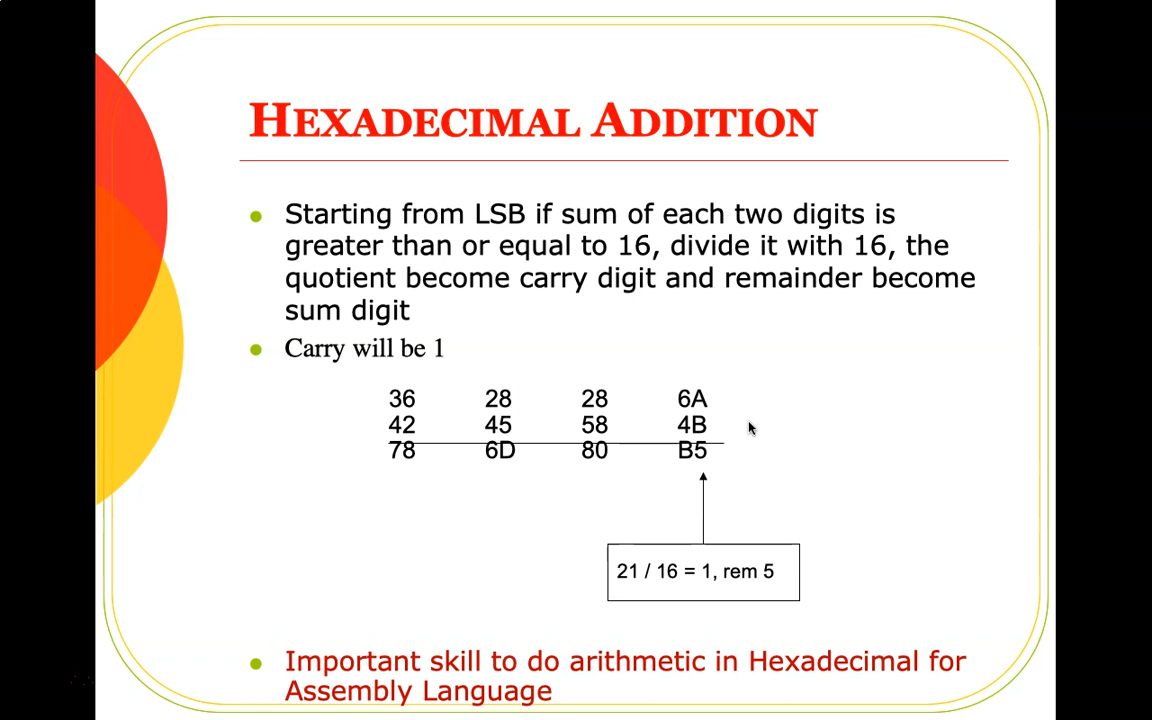 HEXADECIMAL ADDITION
Starting from LSB if sum of each two digits is
greater than or equal to 16, divide it with 16, the
quotient become carry digit and remainder become
sum digit
Carry will be 1
36 28 28 6A
42 45 58 4B
78 6D 80 B5
21 / 16 = 1, rem 5
Important skill to do arithmetic in Hexadecimal for
Assembly Language